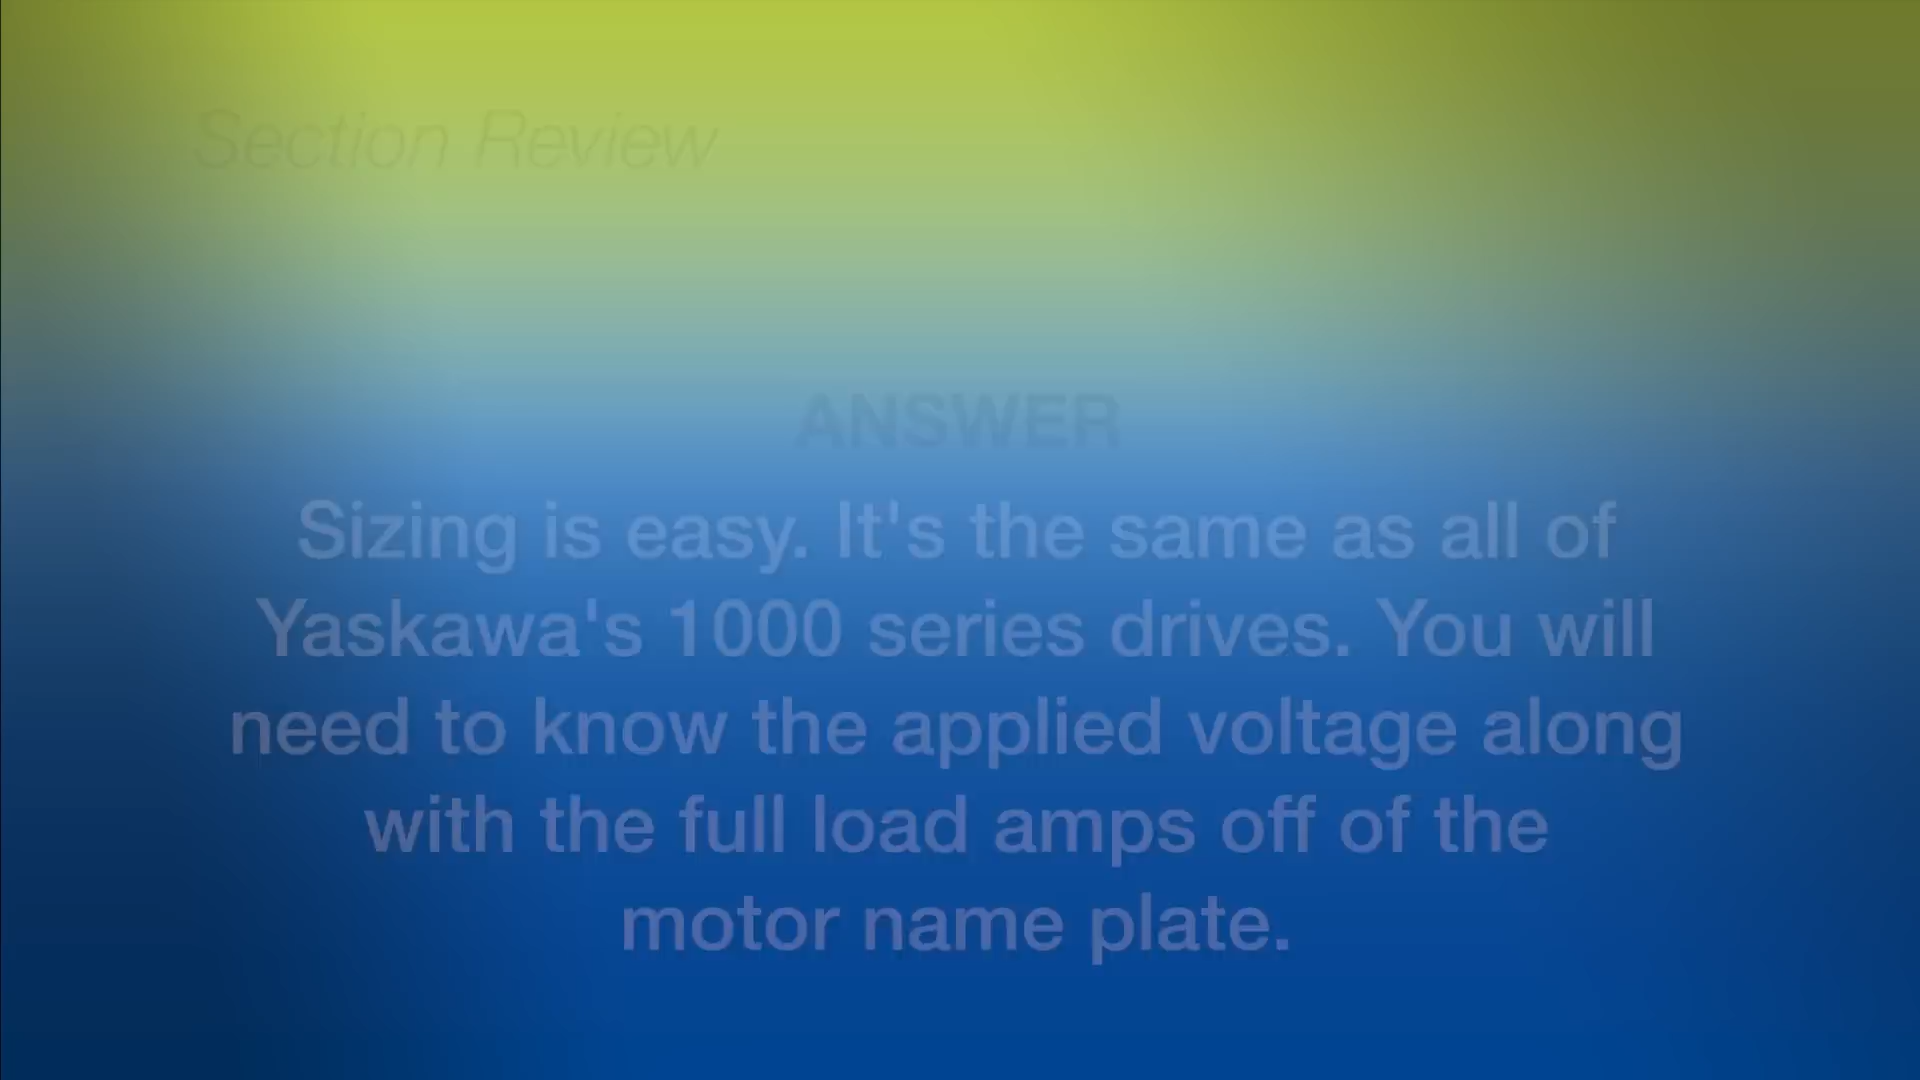 Section Review
ANSWER
Sizing is easy. It's the same as all of
Yaskawa's 1000 series drives. You will
need to know the applied voltage along
with the full load amps off of the
motor name plate.